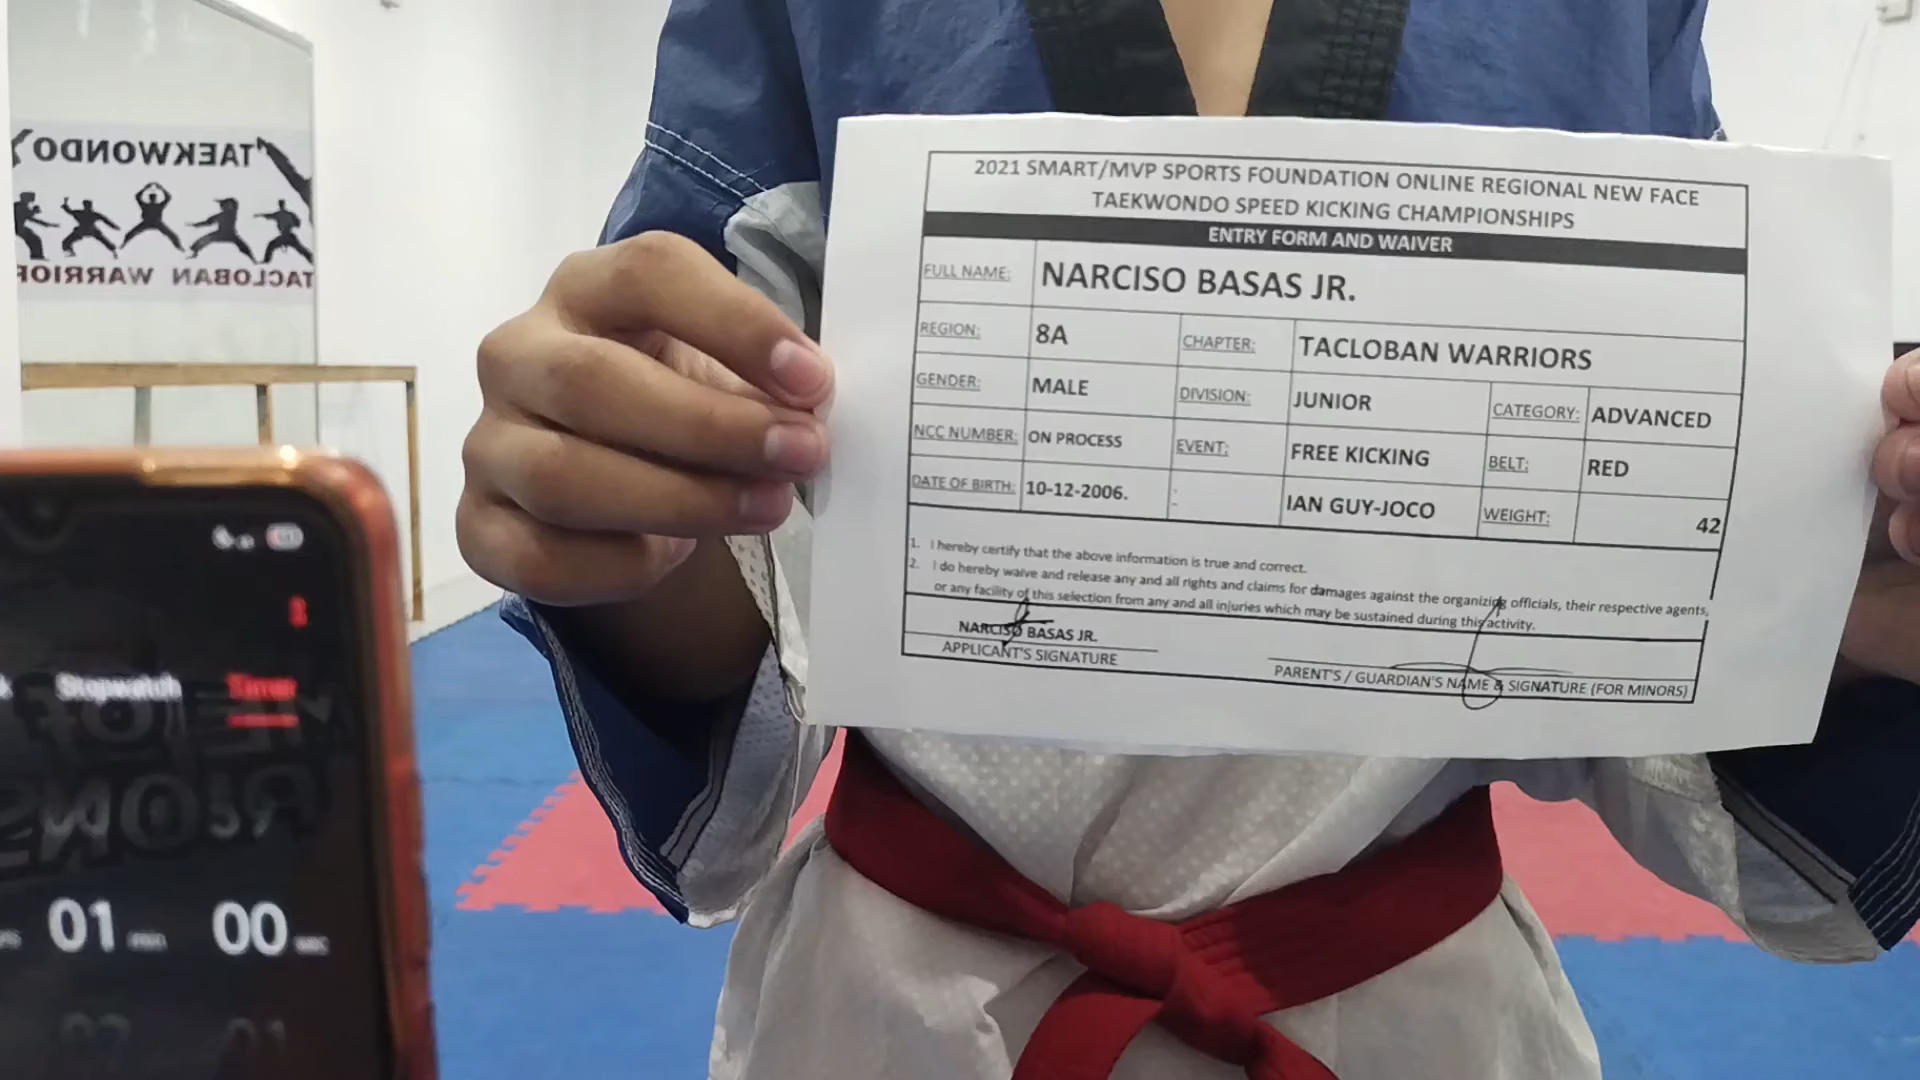 TAEKWONDO
TACLOBAN WARRIOR
2021 SMART/MVP SPORTS FOUNDATION ONLINE REGIONAL NEW FACE
TAEKWONDO SPEED KICKING CHAMPIONSHIPS
ENTRY FORM AND WAIVER
FULL NAME: NARCISO BASAS JR.
REGION: 8A CHAPTER: TACLOBAN WARRIORS
GENDER: MALE DIVISION: JUNIOR CATEGORY: ADVANCED
NCC NUMBER: ON PROCESS EVENT: FREE KICKING BELT: RED
DATE OF BIRTH: 10-12-2006. : IAN GUY-JOCO WEIGHT: 42
1. I hereby certify that the above information is true and correct.
2. I do hereby waive and release any and all rights and claims for damages against the organizing officials, their respective agents,
or any facility of this selection from any and all injuries which may be sustained during this activity.
NARCISO BASAS JR.
APPLICANT'S SIGNATURE
PARENT'S / GUARDIAN'S NAME & SIGNATURE (FOR MINORS)
Stopwatch Timer
01 min 00 sec